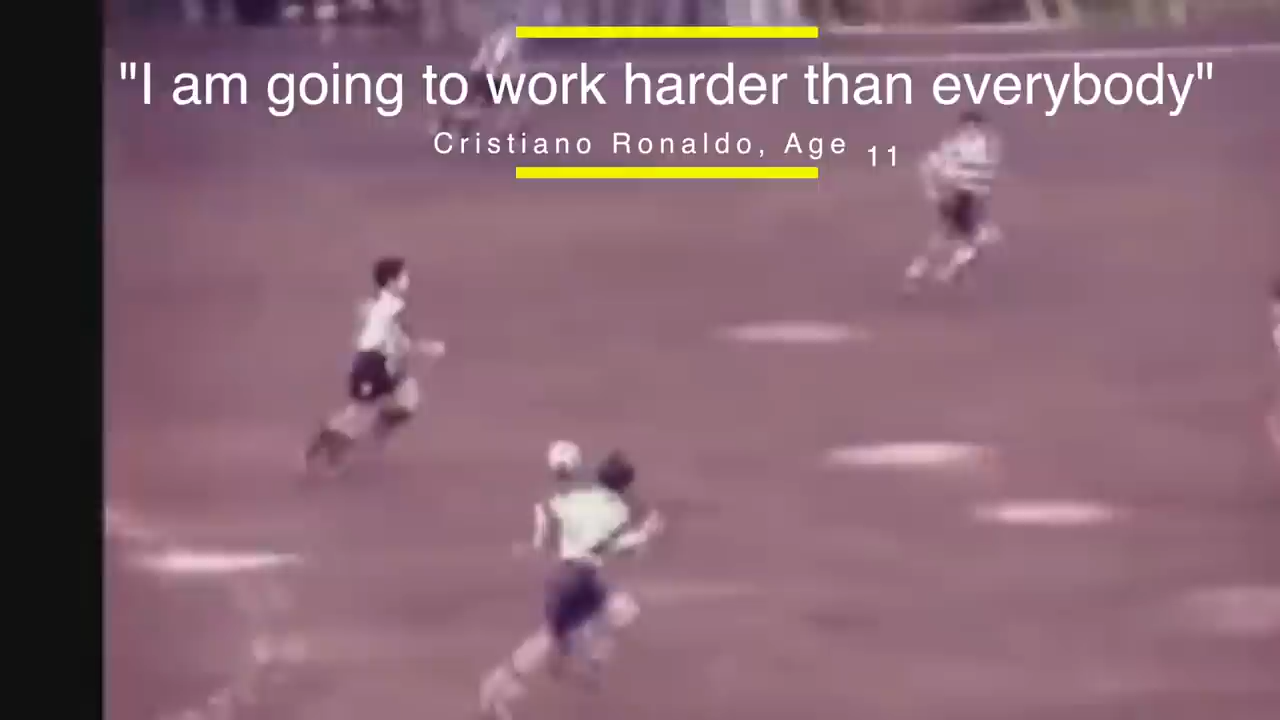 "I am going to work harder than everybody"
Cristiano Ronaldo, Age 11